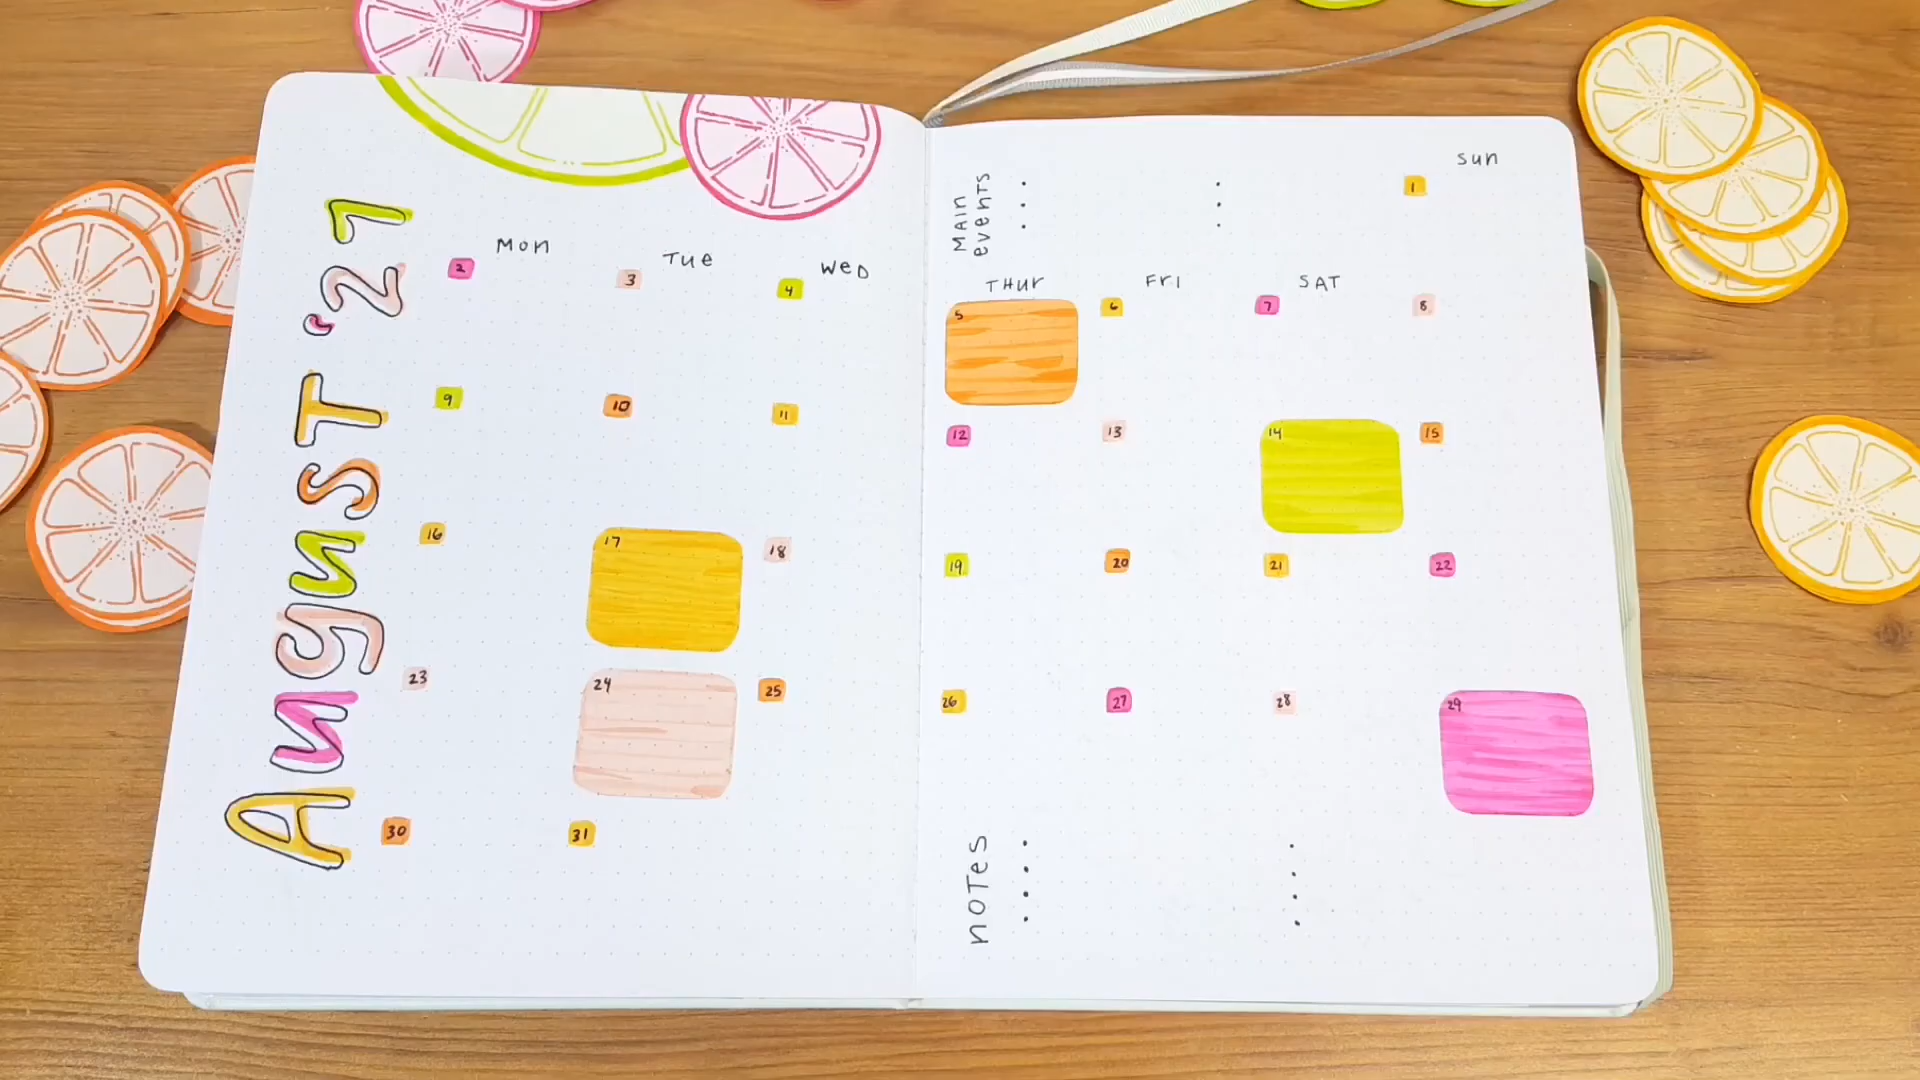 August '21
Mon Tue Wed
2 3 4
9 10 11
16 17 18
23 24 25
30 31
Main
events
Sun
1
Thur Fri Sat
5 6 7 8
12 13 14 15
19 20 21 22
26 27 28 29
Notes